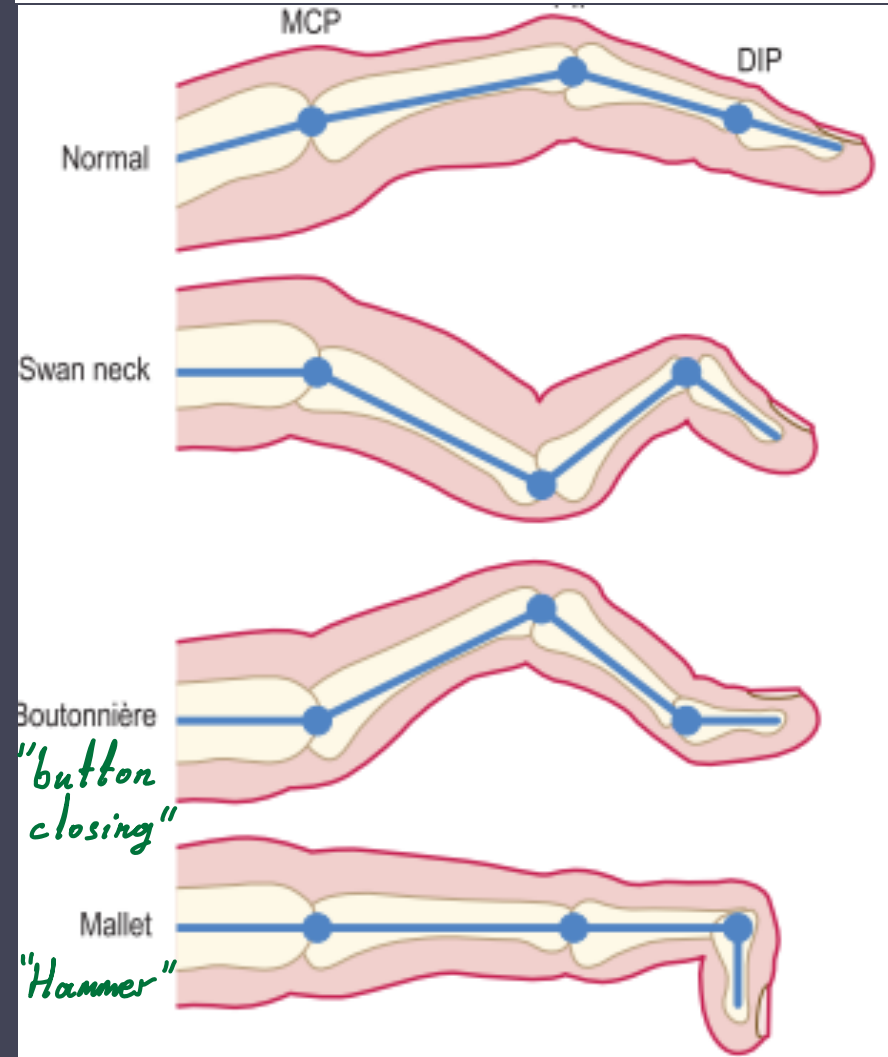 MCP
DIP
Normal
Swan neck
Boutonnière
"button
closing"
Mallet
"Hammer"